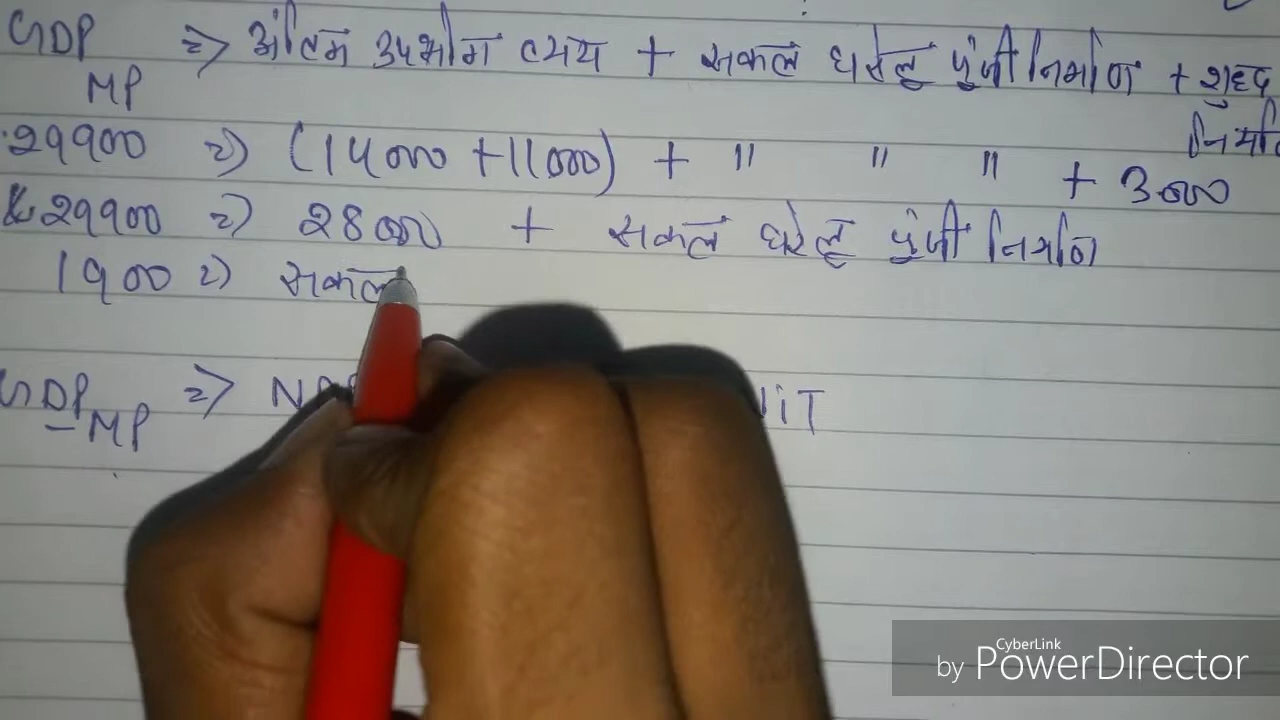 GDP MP => अंतिम उपभोग व्यय + सकल घरेलू पुंजी निर्माण + शुद्ध
29900 => (14000 + 11000) + " " " + 3000
29900 => 28000 + सकल घरेलू पुंजी निर्माण
1900 => सकल
GDP MP => NIT
CyberLink
by PowerDirector